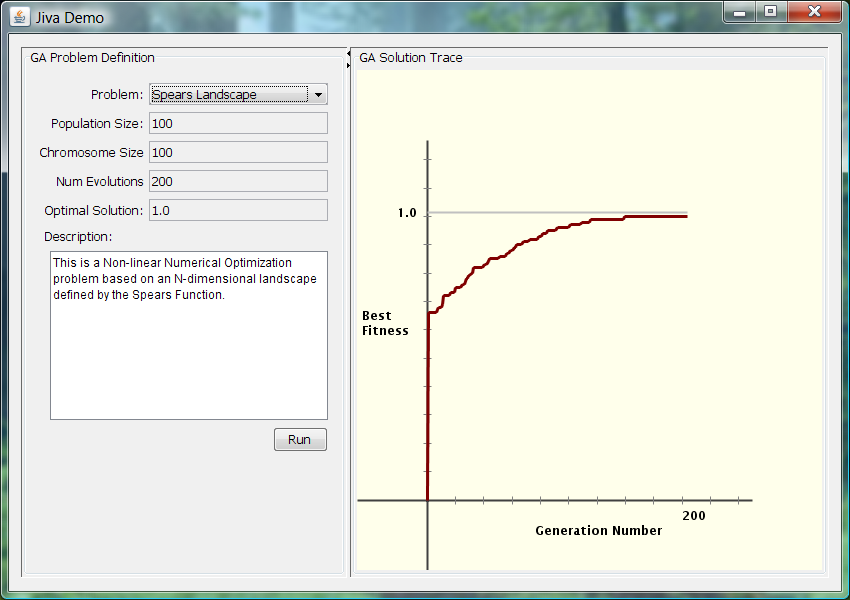 Jiva Demo
GA Problem Definition
Problem: Spears Landscape
Population Size: 100
Chromosome Size 100
Num Evolutions 200
Optimal Solution: 1.0
Description:
This is a Non-linear Numerical Optimization
problem based on an N-dimensional landscape
defined by the Spears Function.
Run
GA Solution Trace
1.0
Best
Fitness
200
Generation Number